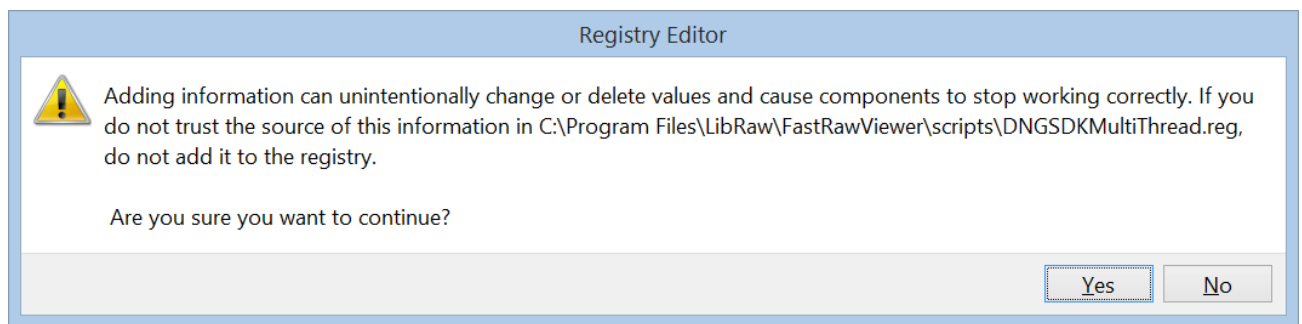 Registry Editor
Adding information can unintentionally change or delete values and cause components to stop working correctly. If you
do not trust the source of this information in C:\Program Files\LibRaw\FastRawViewer\scripts\DNGSDKMultiThread.reg,
do not add it to the registry.
Are you sure you want to continue?
Yes No